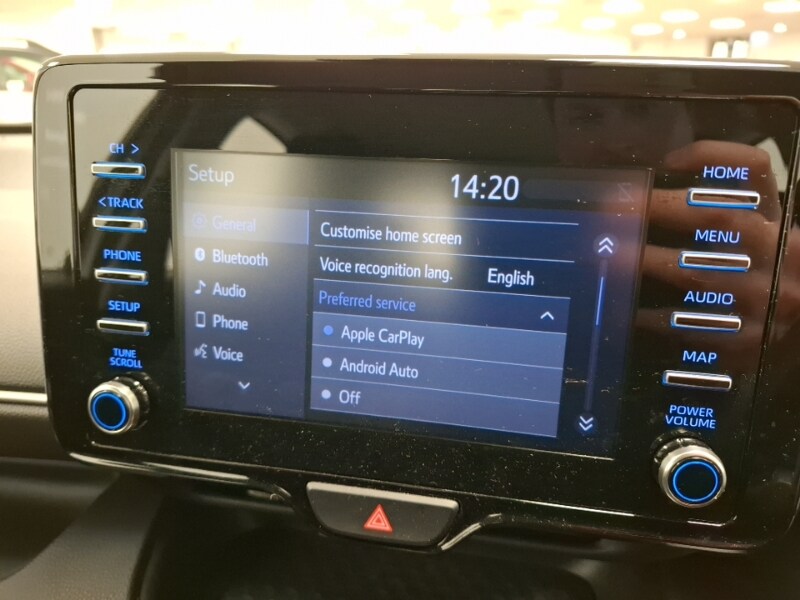 CH >
< TRACK
PHONE
SETUP
TUNE
SCROLL
Setup
14:20
General
Bluetooth
Audio
Phone
Voice
Customise home screen
Voice recognition lang. English
Preferred service
Apple CarPlay
Android Auto
Off
HOME
MENU
AUDIO
MAP
POWER
VOLUME